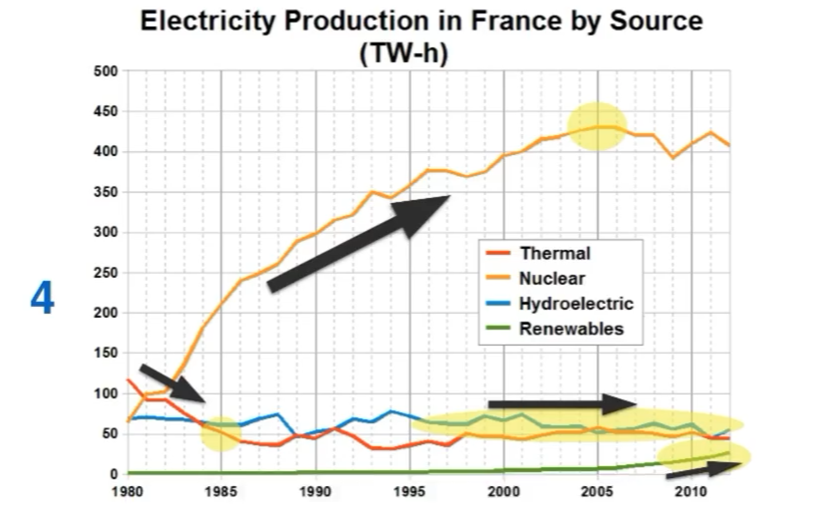 Electricity Production in France by Source
(TW-h)
500
450
400
350
300
250
200
150
100
50
0
1980 1985 1990 1995 2000 2005 2010
Thermal
Nuclear
Hydroelectric
Renewables
4